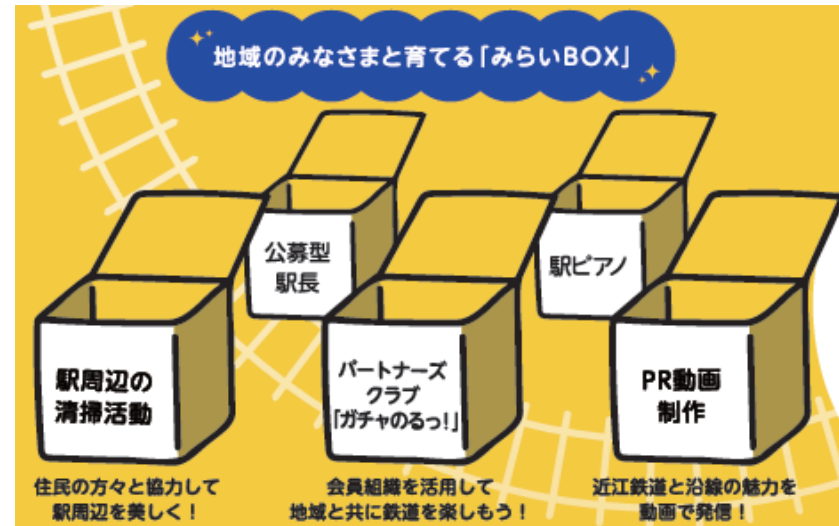 地域のみなさまと育てる「みらいBOX」
公募型
駅長
駅ピアノ
駅周辺の
清掃活動
パートナーズ
クラブ
「ガチャのるっ!」
PR動画
制作
住民の方々と協力して
駅周辺を美しく!
会員組織を活用して
地域と共に鉄道を楽しもう!
近江鉄道と沿線の魅力を
動画で発信!